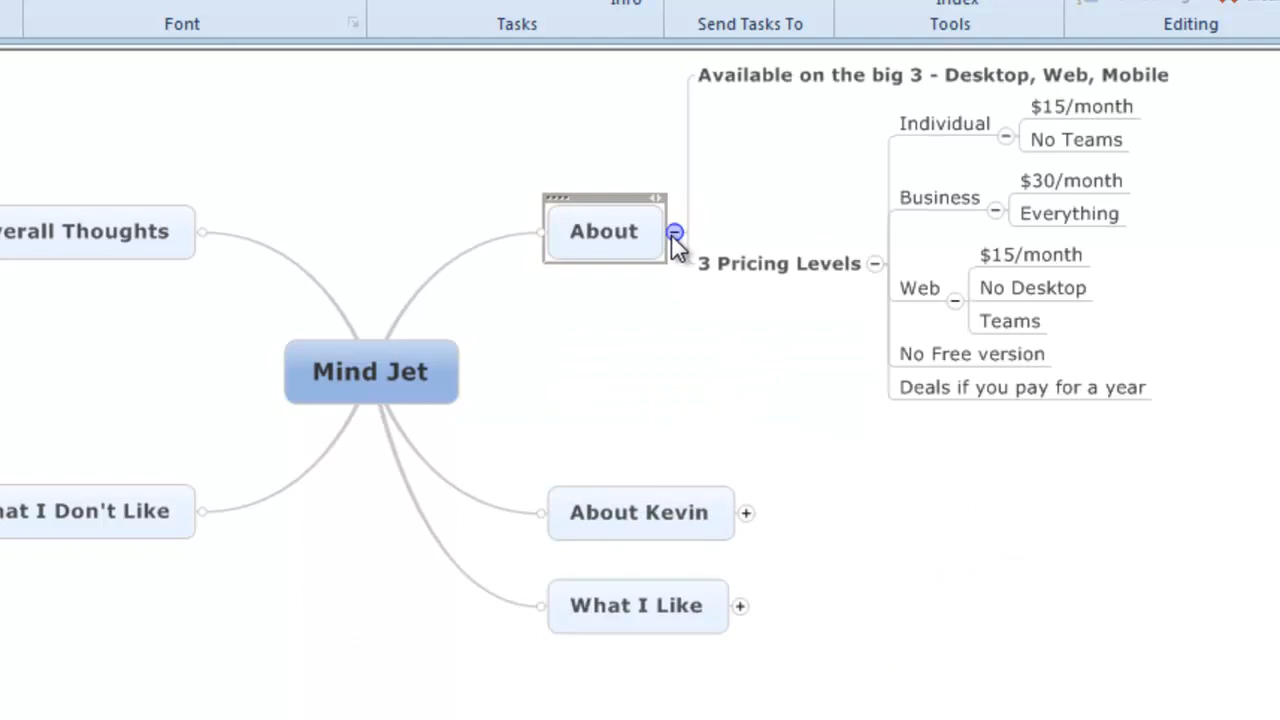 Font
Tasks
Send Tasks To
Tools
Editing
Available on the big 3 - Desktop, Web, Mobile
Individual
$15/month
No Teams
Business
$30/month
Everything
About
3 Pricing Levels
Web
$15/month
No Desktop
Teams
No Free version
Deals if you pay for a year
Thoughts
Mind Jet
I Don't Like
About Kevin
What I Like